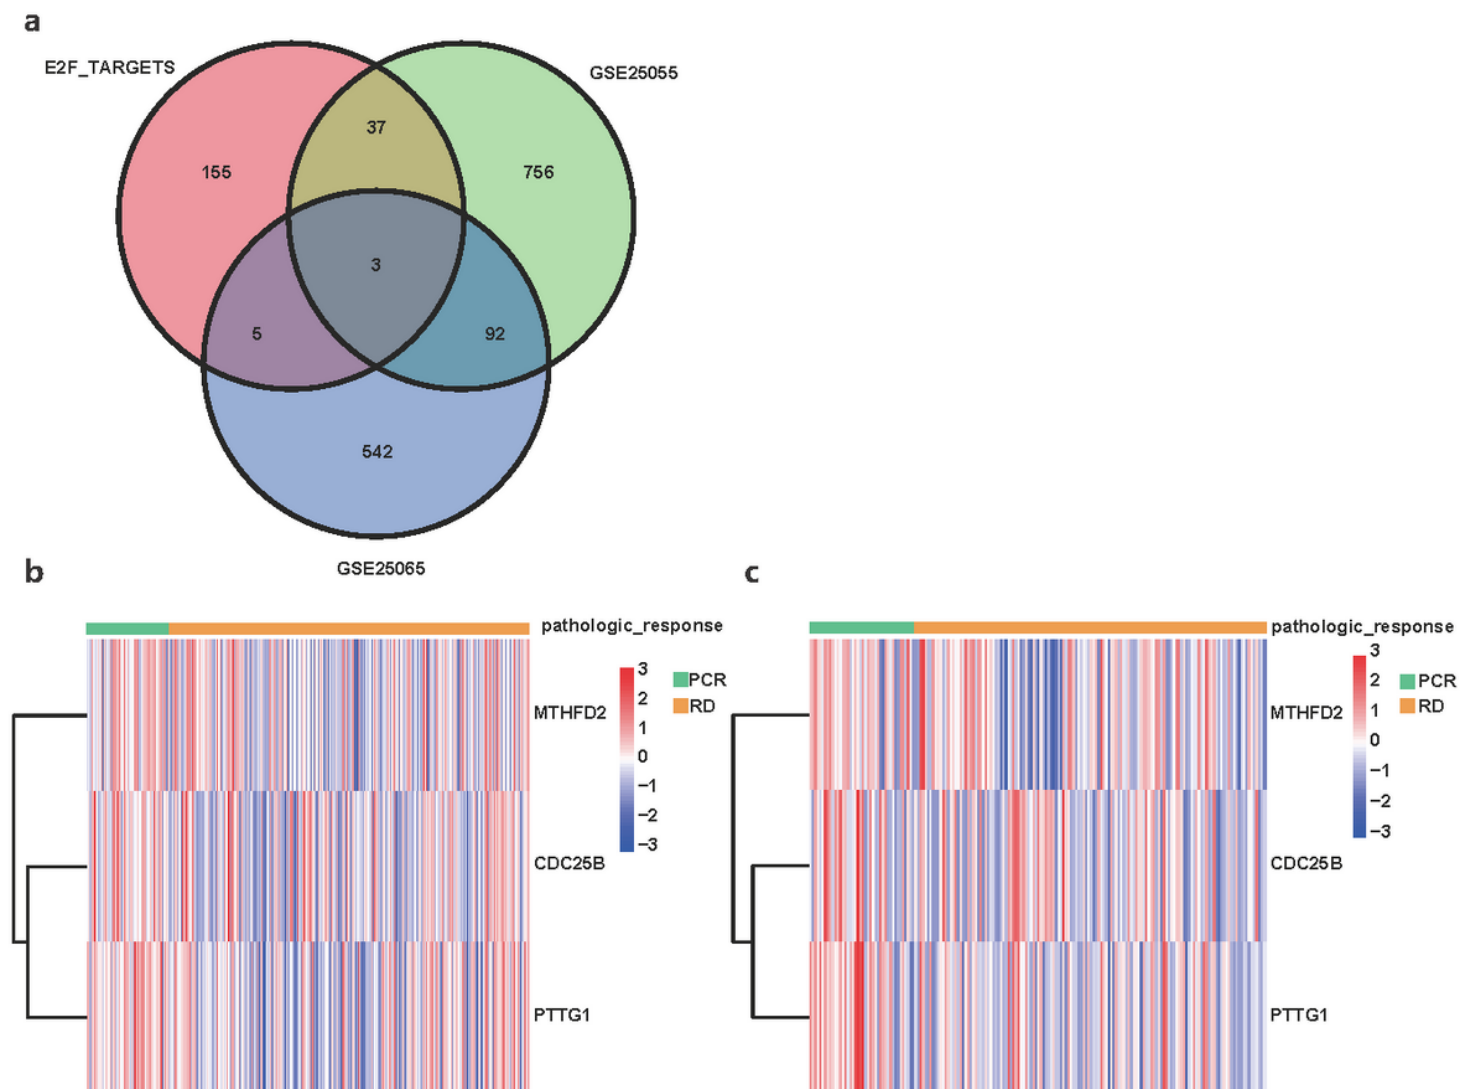 a
E2F_TARGETS
GSE25055
37
155
756
3
5
92
542
GSE25065
b
pathologic_response
3
2
1
0
−1
−2
−3
PCR
RD
MTHFD2
CDC25B
PTTG1
c
pathologic_response
3
2
1
0
−1
−2
−3
PCR
RD
MTHFD2
CDC25B
PTTG1